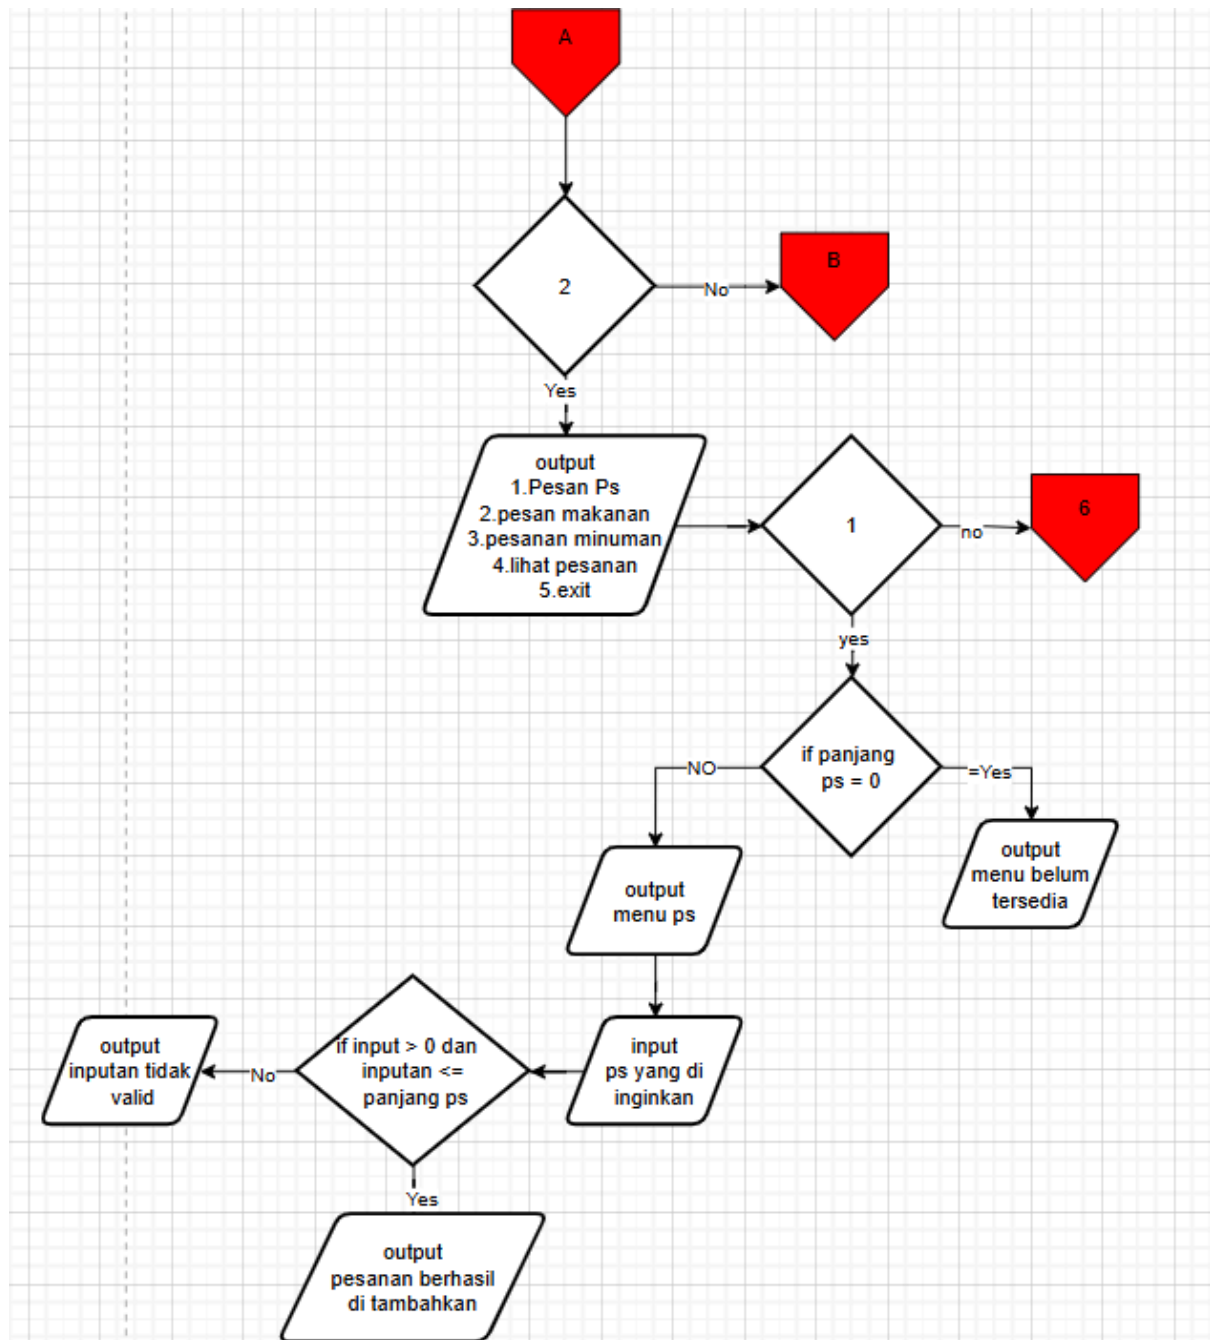 A
2
No
B
Yes
output
1.Pesan Ps
2.pesan makanan
3.pesanan minuman
4.lihat pesanan
5.exit
1
no
6
yes
if panjang
ps = 0
NO
=Yes
output
menu belum
tersedia
output
menu ps
input
ps yang di
inginkan
if input > 0 dan
inputan <=
panjang ps
No
output
inputan tidak
valid
Yes
output
pesanan berhasil
di tambahkan